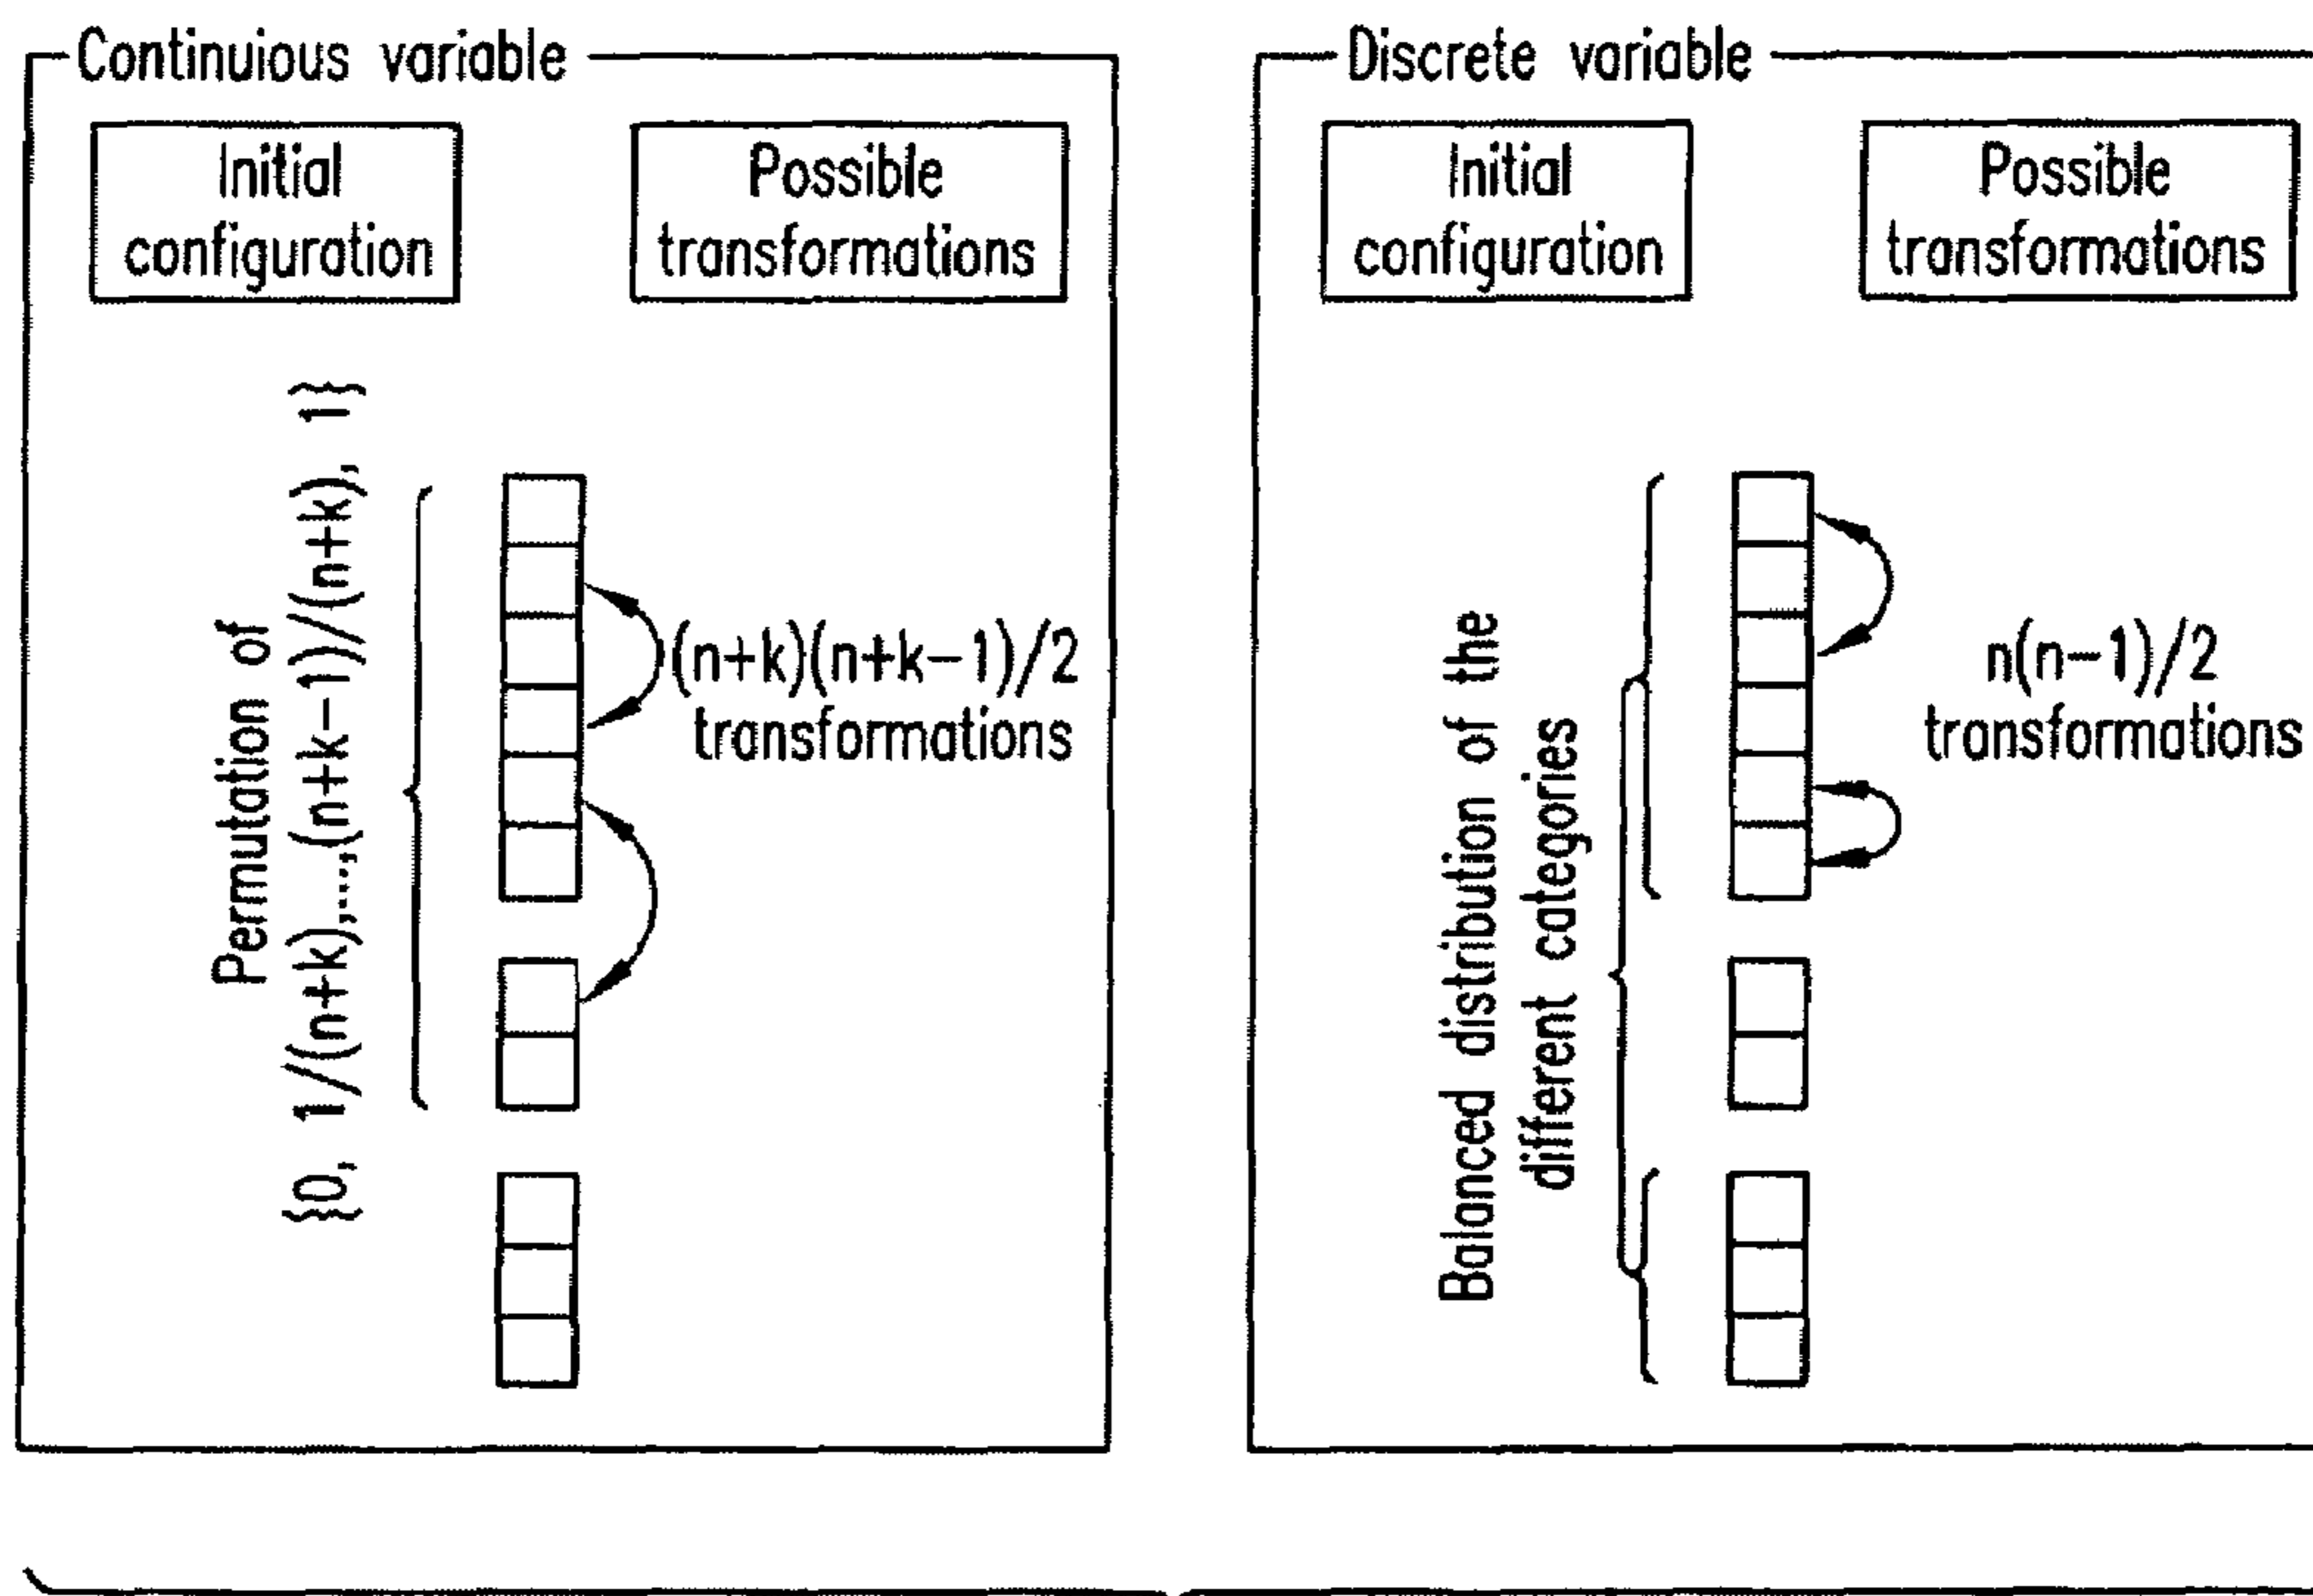 Continuious variable
Initial
configuration
Possible
transformations
Permutation of
{0, 1/(n+k),...,(n+k-1)/(n+k), 1}
(n+k)(n+k-1)/2
transformations
Discrete variable
Initial
configuration
Possible
transformations
Balanced distribution of the
different categories
n(n-1)/2
transformations